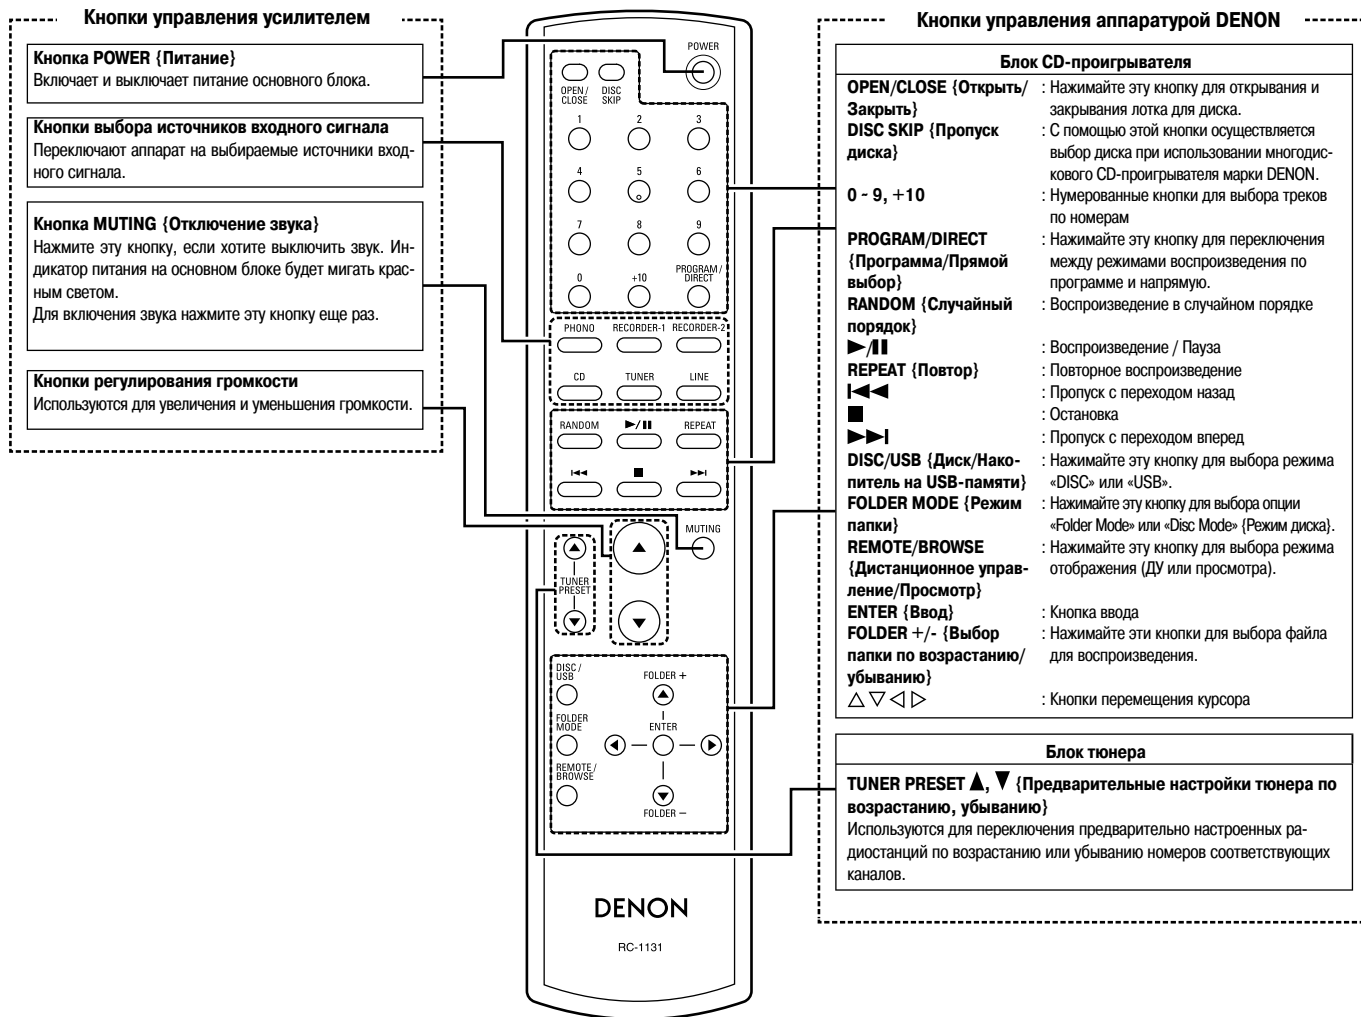 Кнопки управления усилителем
Кнопка POWER {Питание}
Включает и выключает питание основного блока.
Кнопки выбора источников входного сигнала
Переключают аппарат на выбираемые источники вход-
ного сигнала.
Кнопка MUTING {Отключение звука}
Нажмите эту кнопку, если хотите выключить звук. Ин-
дикатор питания на основном блоке будет мигать крас-
ным светом.
Для включения звука нажмите эту кнопку еще раз.
Кнопки регулирования громкости
Используются для увеличения и уменьшения громкости.
POWER
OPEN / CLOSE
DISC SKIP
1 2 3
4 5 6
7 8 9
0 +10 PROGRAM / DIRECT
PHONO RECORDER-1 RECORDER-2
CD TUNER LINE
RANDOM ►/❚❚ REPEAT
I◄◄ ■ ►►I
MUTING
▲ ▲
TUNER
PRESET
▼ ▼
DISC /
USB
FOLDER +
▲
FOLDER
MODE
◄ ENTER ►
REMOTE /
BROWSE
▼
FOLDER −
DENON
RC-1131
Кнопки управления аппаратурой DENON
Блок CD-проигрывателя
OPEN/CLOSE {Открыть/ : Нажимайте эту кнопку для открывания и
Закрыть} закрывания лотка для диска.
DISC SKIP {Пропуск : С помощью этой кнопки осуществляется
диска} выбор диска при использовании многодис-
кового CD-проигрывателя марки DENON.
0 ~ 9, +10 : Нумерованные кнопки для выбора треков
по номерам
PROGRAM/DIRECT : Нажимайте эту кнопку для переключения
{Программа/Прямой между режимами воспроизведения по
выбор} программе и напрямую.
RANDOM {Случайный : Воспроизведение в случайном порядке
порядок}
►/❚❚ : Воспроизведение / Пауза
REPEAT {Повтор} : Повторное воспроизведение
I◄◄ : Пропуск с переходом назад
■ : Остановка
►►I : Пропуск с переходом вперед
DISC/USB {Диск/Нако- : Нажимайте эту кнопку для выбора режима
питель на USB-памяти} «DISC» или «USB».
FOLDER MODE {Режим : Нажимайте эту кнопку для выбора опции
папки} «Folder Mode» или «Disc Mode» {Режим диска}.
REMOTE/BROWSE : Нажимайте эту кнопку для выбора режима
{Дистанционное управ- отображения (ДУ или просмотра).
ление/Просмотр}
ENTER {Ввод} : Кнопка ввода
FOLDER +/- {Выбор : Нажимайте эти кнопки для выбора файла
папки по возрастанию/ для воспроизведения.
убыванию}
△ ▽ ◁ ▷ : Кнопки перемещения курсора
Блок тюнера
TUNER PRESET ▲, ▼ {Предварительные настройки тюнера по
возрастанию, убыванию}
Используются для переключения предварительно настроенных ра-
диостанций по возрастанию или убыванию номеров соответствующих
каналов.